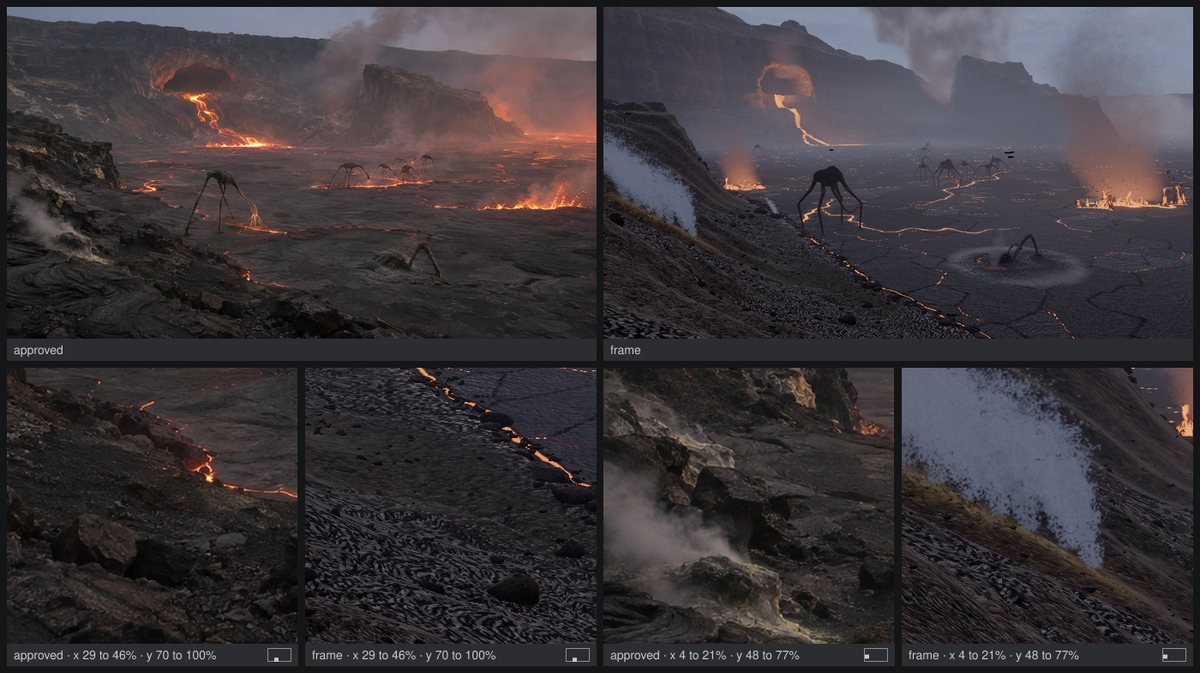 approved
frame
approved · x 29 to 46% · y 70 to 100%
frame · x 29 to 46% · y 70 to 100%
approved · x 4 to 21% · y 48 to 77%
frame · x 4 to 21% · y 48 to 77%